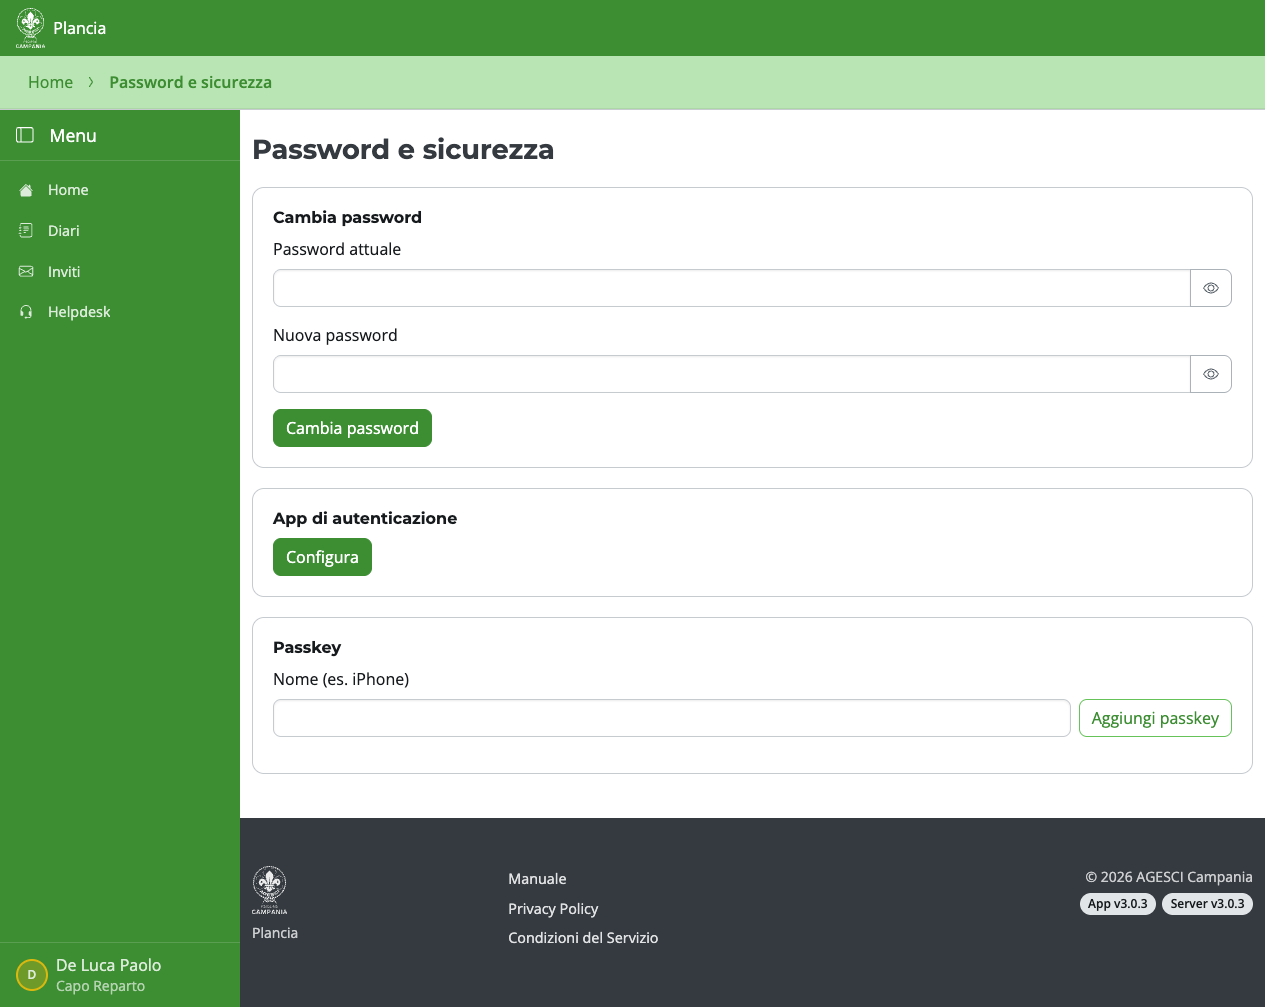 CAMPANIA
Plancia
Home
Password e sicurezza
Menu
Home
Diari
Inviti
Helpdesk
Password e sicurezza
Cambia password
Password attuale
Nuova password
Cambia password
App di autenticazione
Configura
Passkey
Nome (es. iPhone)
Aggiungi passkey
CAMPANIA
Plancia
Manuale
Privacy Policy
Condizioni del Servizio
© 2026 AGESCI Campania
App v3.0.3 Server v3.0.3
D
De Luca Paolo
Capo Reparto